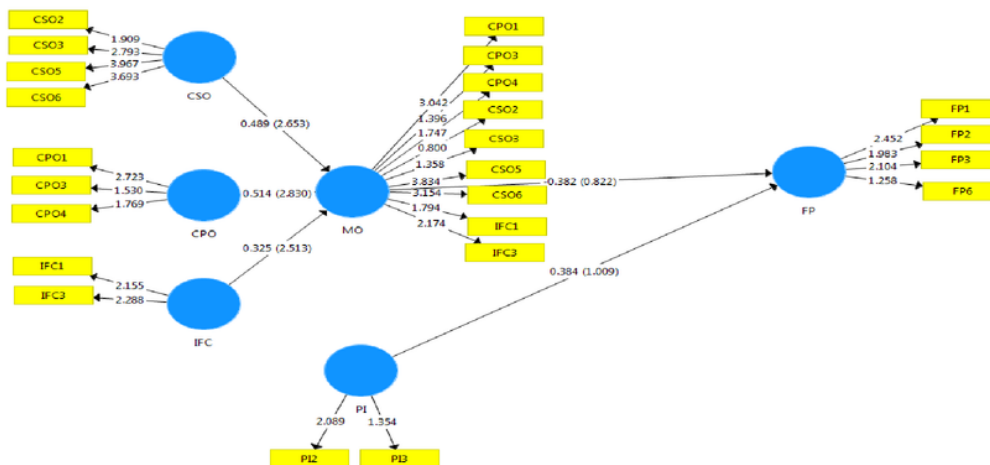 CSO2
CSO3
CSO5
CSO6
1.909
2.793
3.967
3.693
CSO
0.489 (2.653)
CPO1
CPO3
CPO4
2.723
1.530
1.769
CPO
0.514 (2.830)
IFC1
IFC3
2.155
2.288
IFC
0.325 (2.513)
MO
3.042
1.396
1.747
0.800
1.358
3.834
3.154
1.794
2.174
CPO1
CPO3
CPO4
CSO2
CSO3
CSO5
CSO6
IFC1
IFC3
0.382 (0.822)
0.384 (1.009)
FP
2.452
1.983
2.104
1.258
FP1
FP2
FP3
FP6
PI
2.089
1.354
PI2
PI3